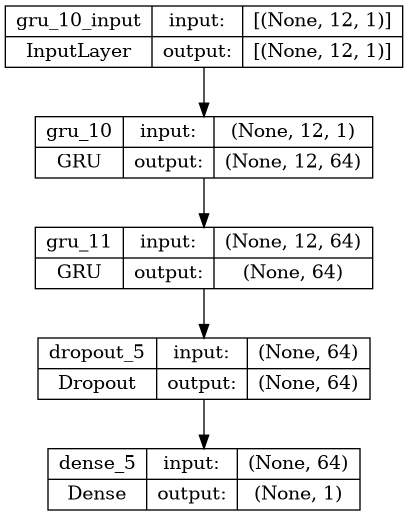 gru_10_input input: [(None, 12, 1)]
InputLayer output: [(None, 12, 1)]
gru_10 input: (None, 12, 1)
GRU output: (None, 12, 64)
gru_11 input: (None, 12, 64)
GRU output: (None, 64)
dropout_5 input: (None, 64)
Dropout output: (None, 64)
dense_5 input: (None, 64)
Dense output: (None, 1)